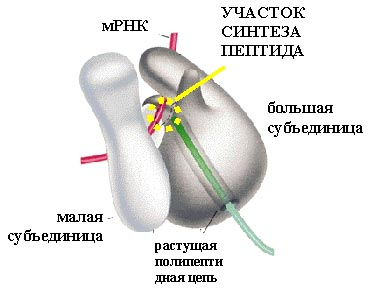 мРНК
УЧАСТОК
СИНТЕЗА
ПЕПТИДА
большая
субъединица
малая
субъединица
растущая
полипепти
дная цепь